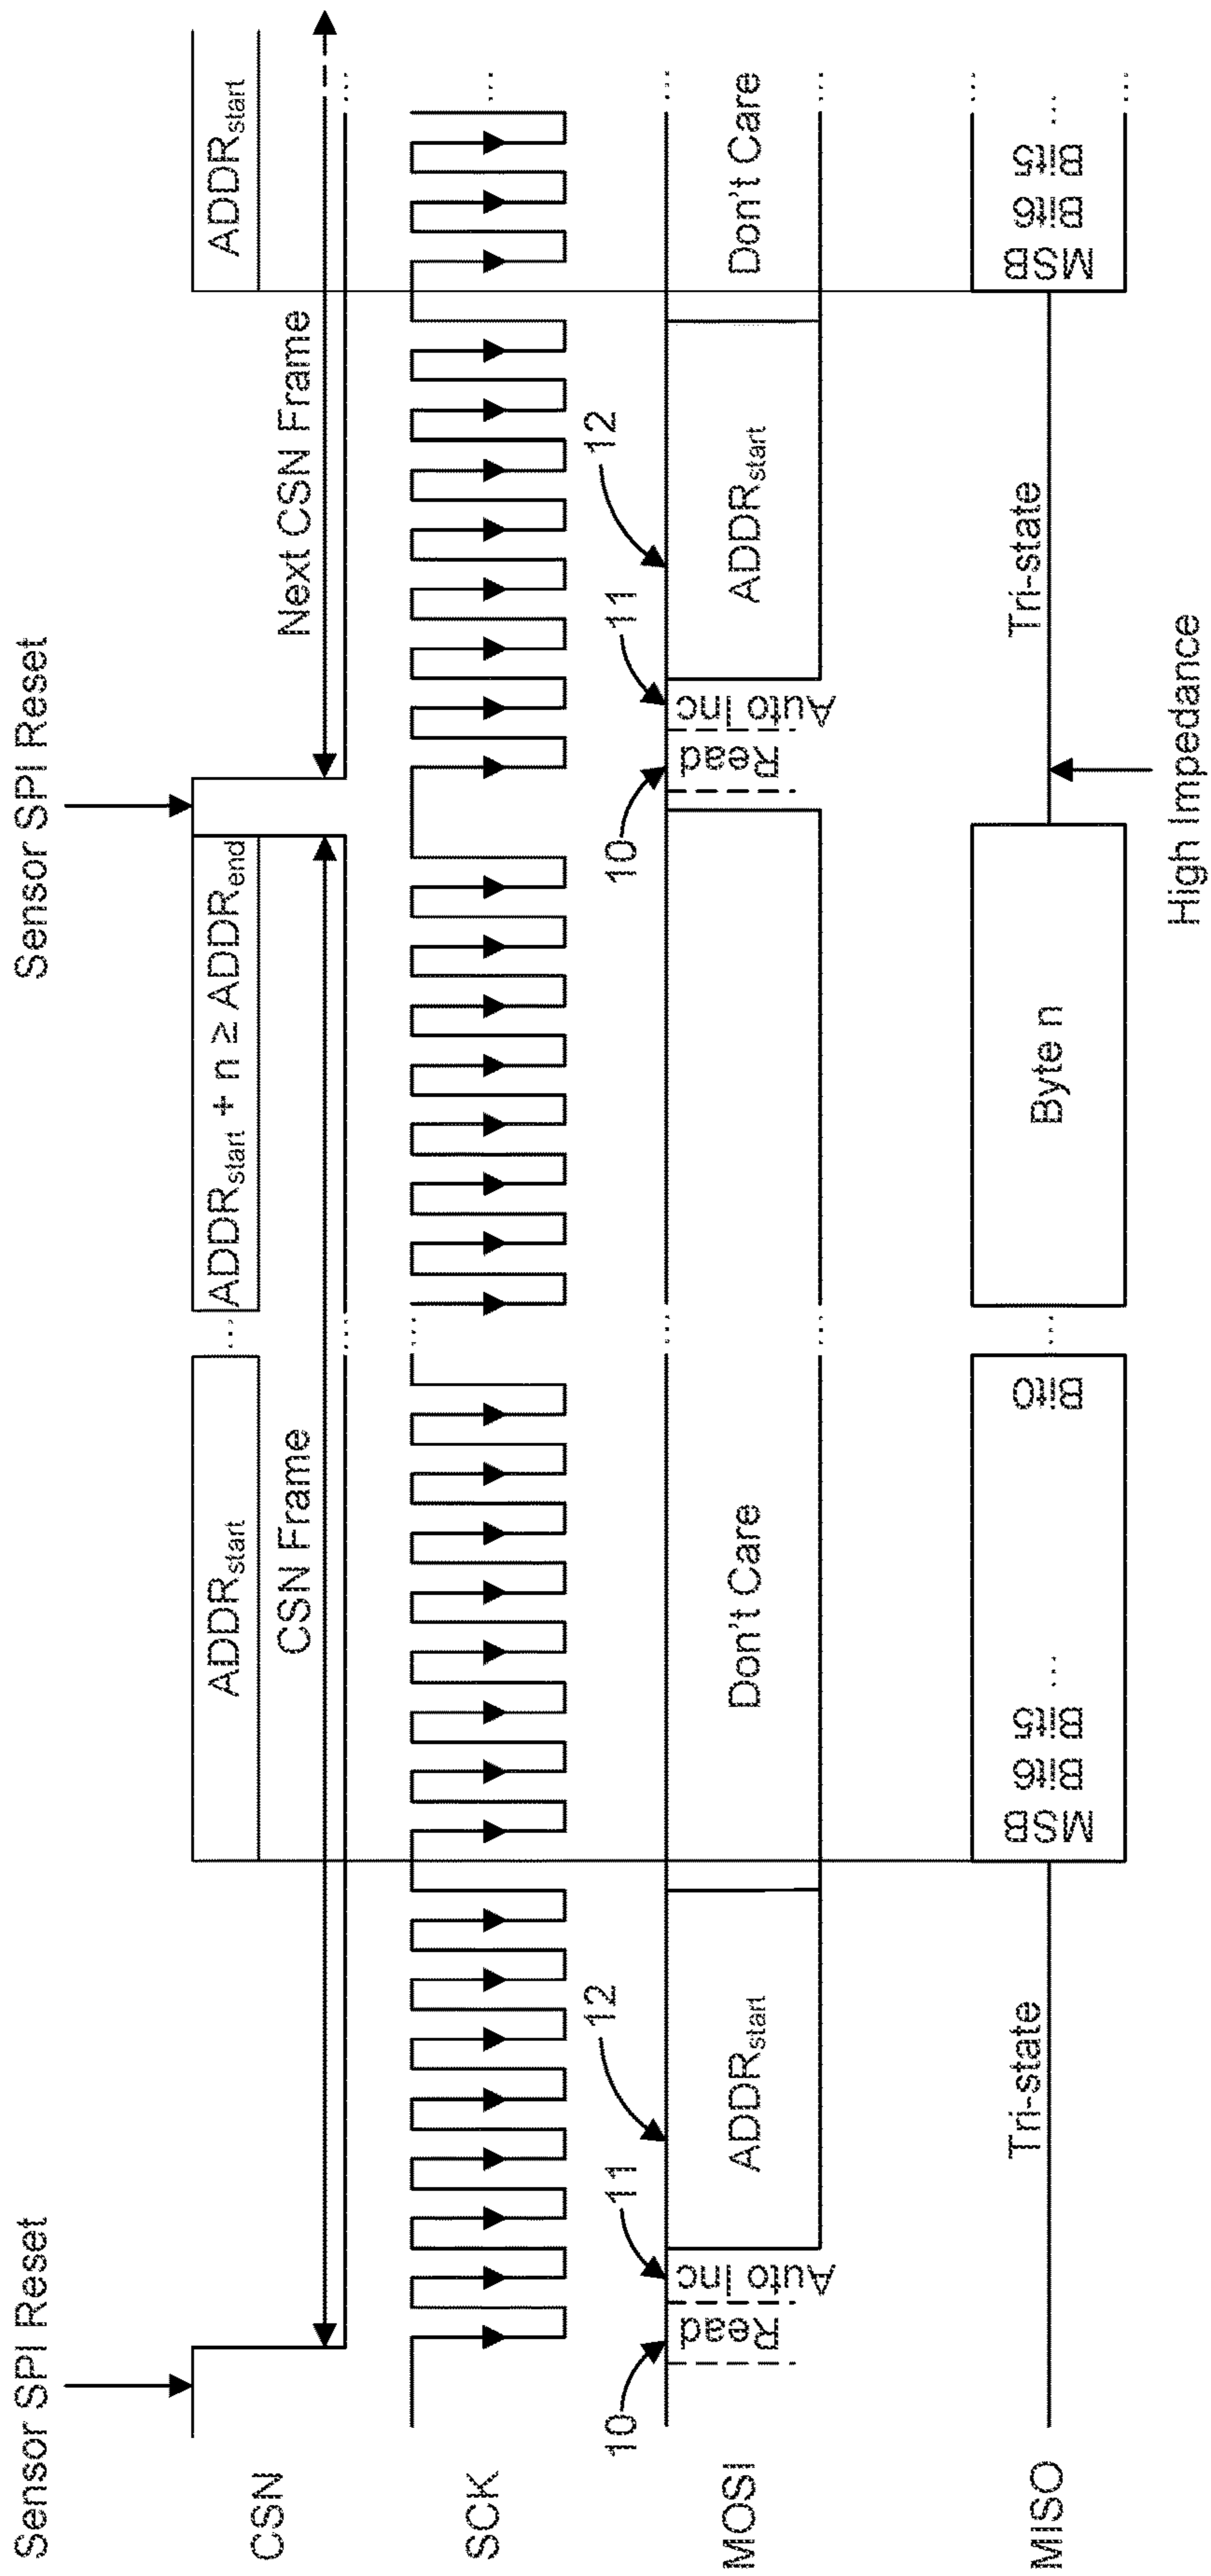 Sensor SPI Reset
Sensor SPI Reset
CSN
ADDRstart
...
ADDRstart + n ≥ ADDRend
ADDRstart
CSN Frame
Next CSN Frame
...
...
SCK
...
...
10
11
12
10
11
12
MOSI
Read
Auto Inc
ADDRstart
Don't Care
...
...
Read
Auto Inc
ADDRstart
Don't Care
...
...
MISO
Tri-state
MSB
Bit6
Bit5
...
Bit0
...
Byte n
Tri-state
MSB
Bit6
Bit5
...
...
...
High Impedance